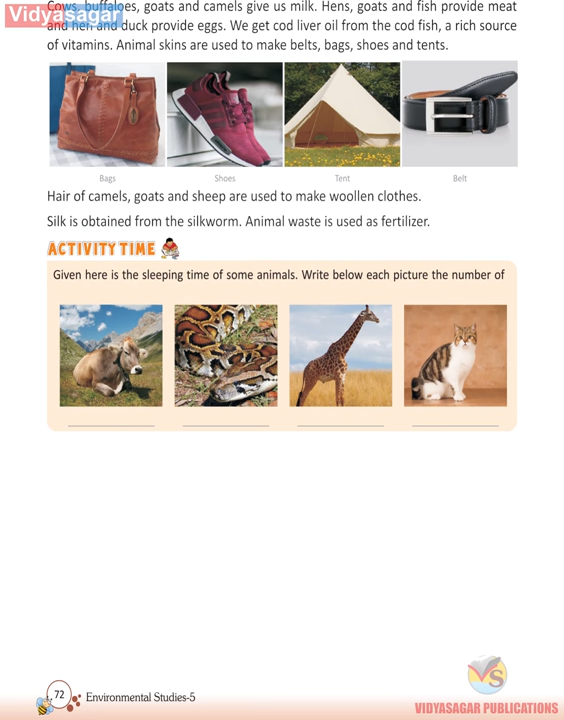 Cows, buffaloes, goats and camels give us milk. Hens, goats and fish provide meat
Vidyasagar
and hen and duck provide eggs. We get cod liver oil from the cod fish, a rich source
of vitamins. Animal skins are used to make belts, bags, shoes and tents.
Bags
Shoes
Tent
Belt
Hair of camels, goats and sheep are used to make woollen clothes.
Silk is obtained from the silkworm. Animal waste is used as fertilizer.
ACTIVITY TIME
Given here is the sleeping time of some animals. Write below each picture the number of
72
Environmental Studies-5
VS
VIDYASAGAR PUBLICATIONS